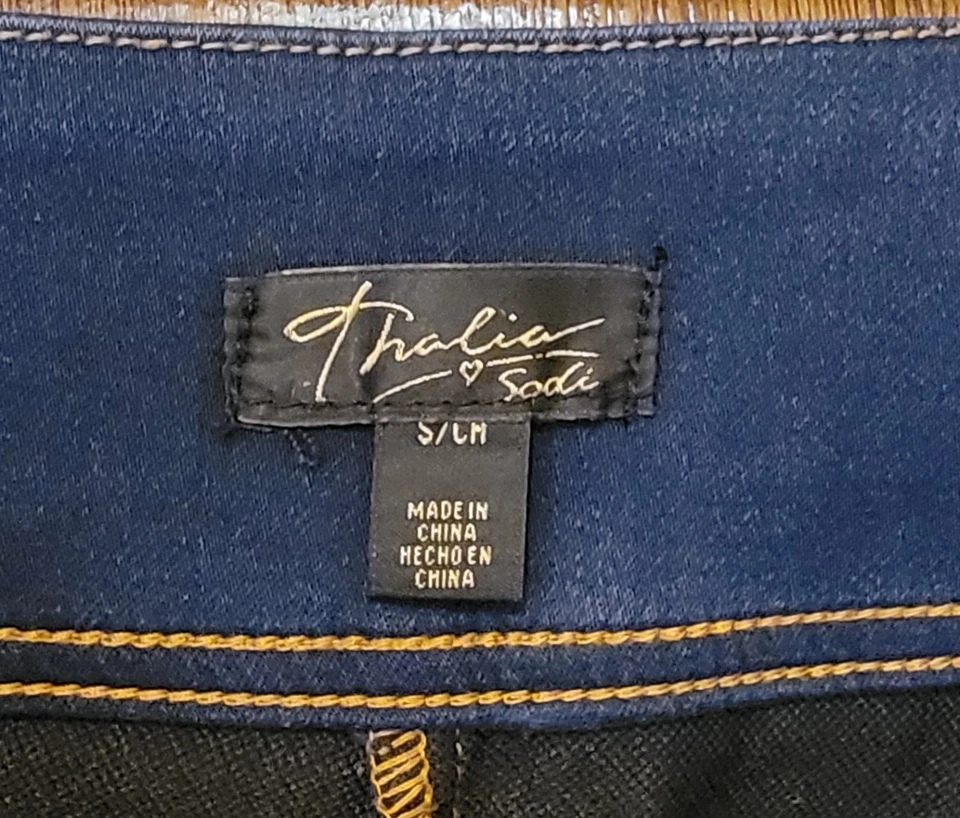 Thalia
Sodi
S/CH
MADE IN
CHINA
HECHO EN
CHINA